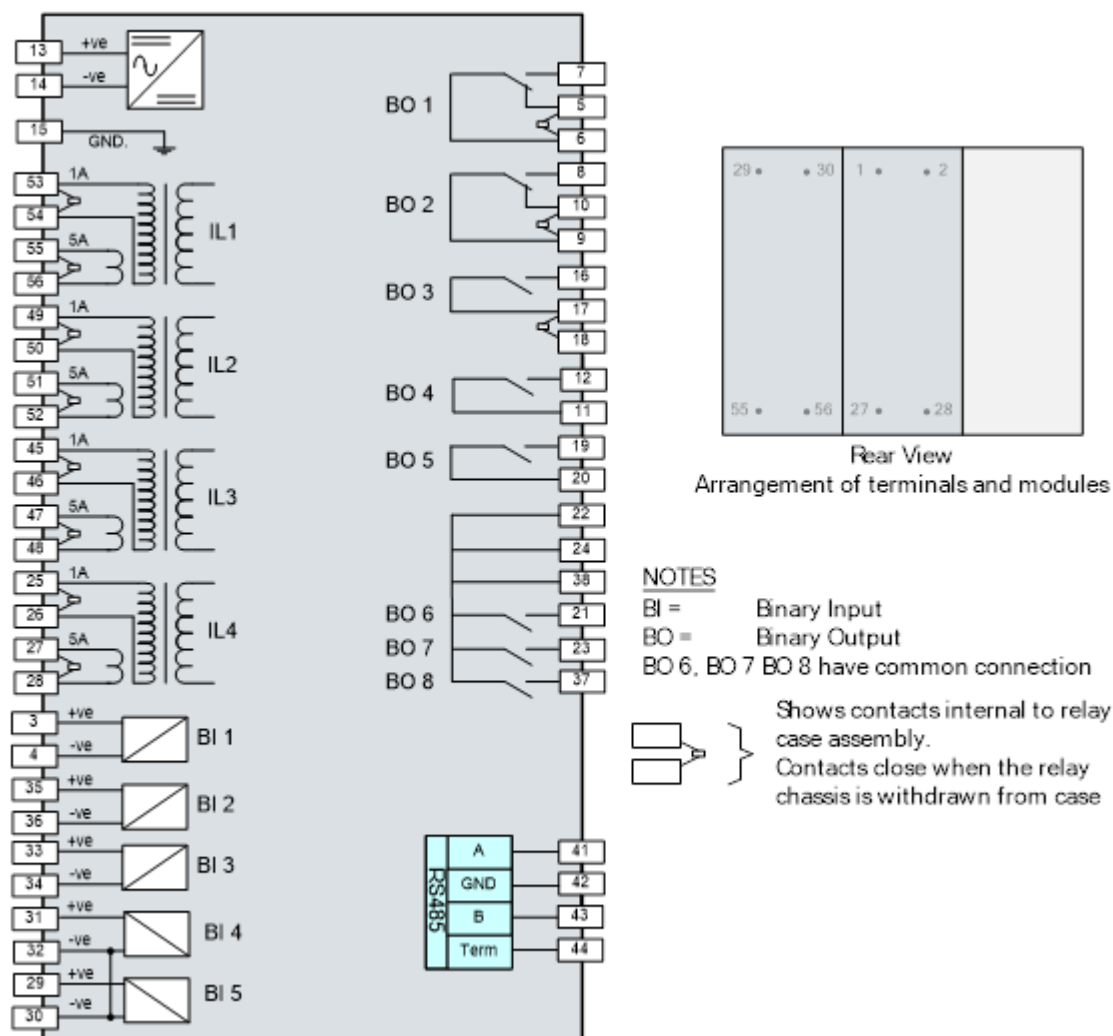 13 +ve
14 -ve
15 GND.
53 1A
54
55 5A
56
IL1
49 1A
50
51 5A
52
IL2
45 1A
46
47 5A
48
IL3
25 1A
26
27 5A
28
IL4
3 +ve
4 -ve
BI 1
35 +ve
36 -ve
BI 2
33 +ve
34 -ve
BI 3
31 +ve
32 -ve
BI 4
29 +ve
30 -ve
BI 5
BO 1
7
5
6
BO 2
8
10
9
BO 3
16
17
18
BO 4
12
11
BO 5
19
20
22
24
38
BO 6 21
BO 7 23
BO 8 37
RS485
A 41
GND 42
B 43
Term 44
29 30 1 2
55 56 27 28
Rear View
Arrangement of terminals and modules
NOTES
BI = Binary Input
BO = Binary Output
BO 6, BO 7 BO 8 have common connection
Shows contacts internal to relay
case assembly.
Contacts close when the relay
chassis is withdrawn from case